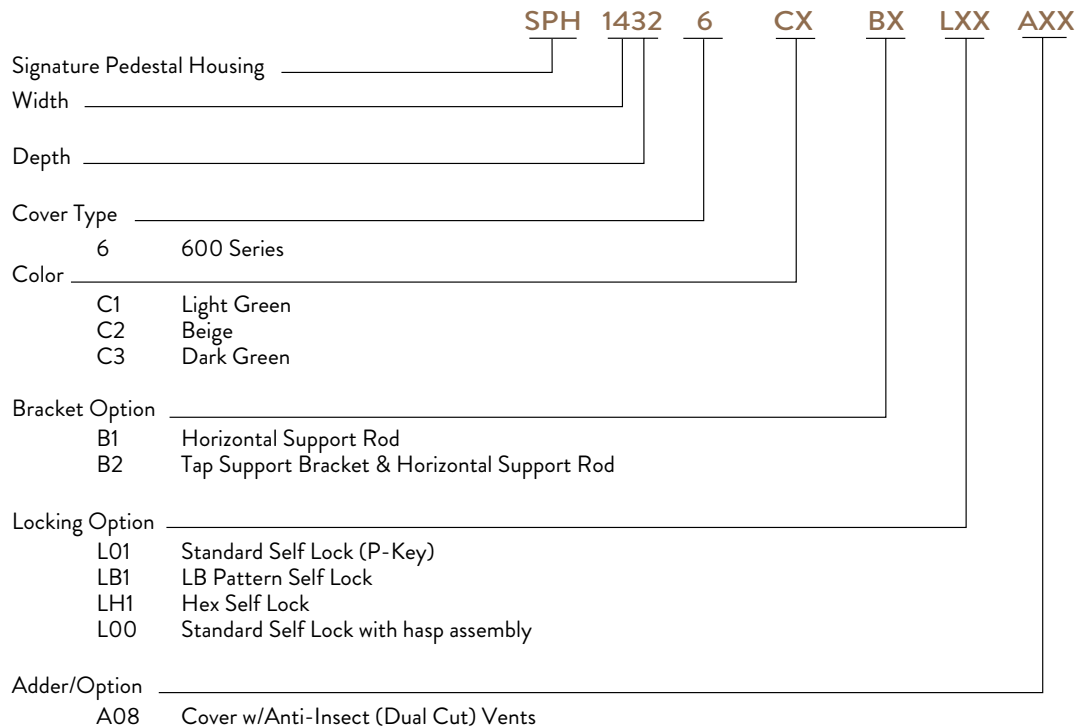 SPH 1432 6 CX BX LXX AXX
Signature Pedestal Housing
Width
Depth
Cover Type
6 600 Series
Color
C1 Light Green
C2 Beige
C3 Dark Green
Bracket Option
B1 Horizontal Support Rod
B2 Tap Support Bracket & Horizontal Support Rod
Locking Option
L01 Standard Self Lock (P-Key)
LB1 LB Pattern Self Lock
LH1 Hex Self Lock
L00 Standard Self Lock with hasp assembly
Adder/Option
A08 Cover w/Anti-Insect (Dual Cut) Vents